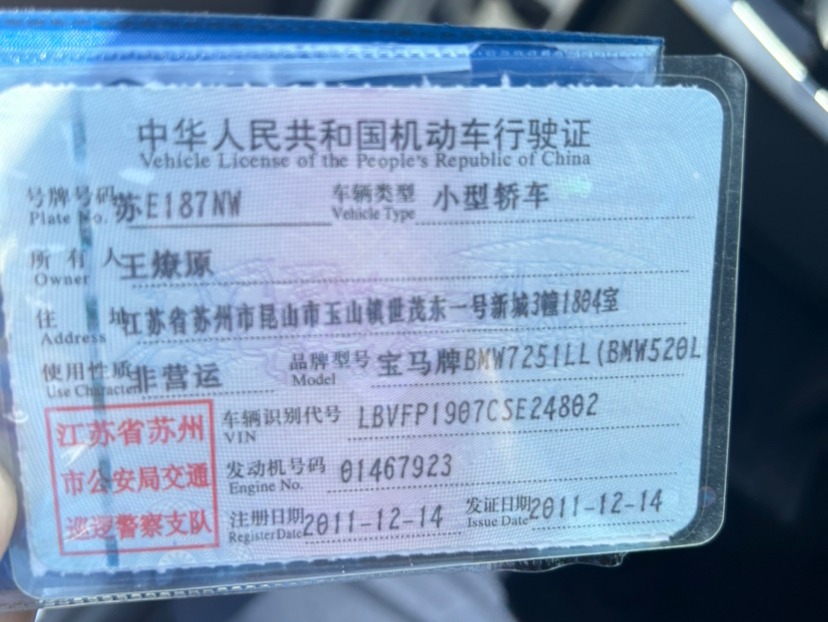 中华人民共和国机动车行驶证
Vehicle License of the People's Republic of China
号牌号码 苏E187NW 车辆类型 小型轿车
Plate No. Vehicle Type
所有人 王燎原
Owner
住址 江苏省苏州市昆山市玉山镇世茂东一号新城3幢1804室
Address
使用性质 非营运 品牌型号 宝马牌BMW7251LL(BMW520L
Use Character Model
江苏省苏州 车辆识别代号 LBVFP1907CSE24802
VIN
市公安局交通 发动机号码 01467923
Engine No.
巡逻警察支队 注册日期 2011-12-14 发证日期 2011-12-14
Register Date Issue Date